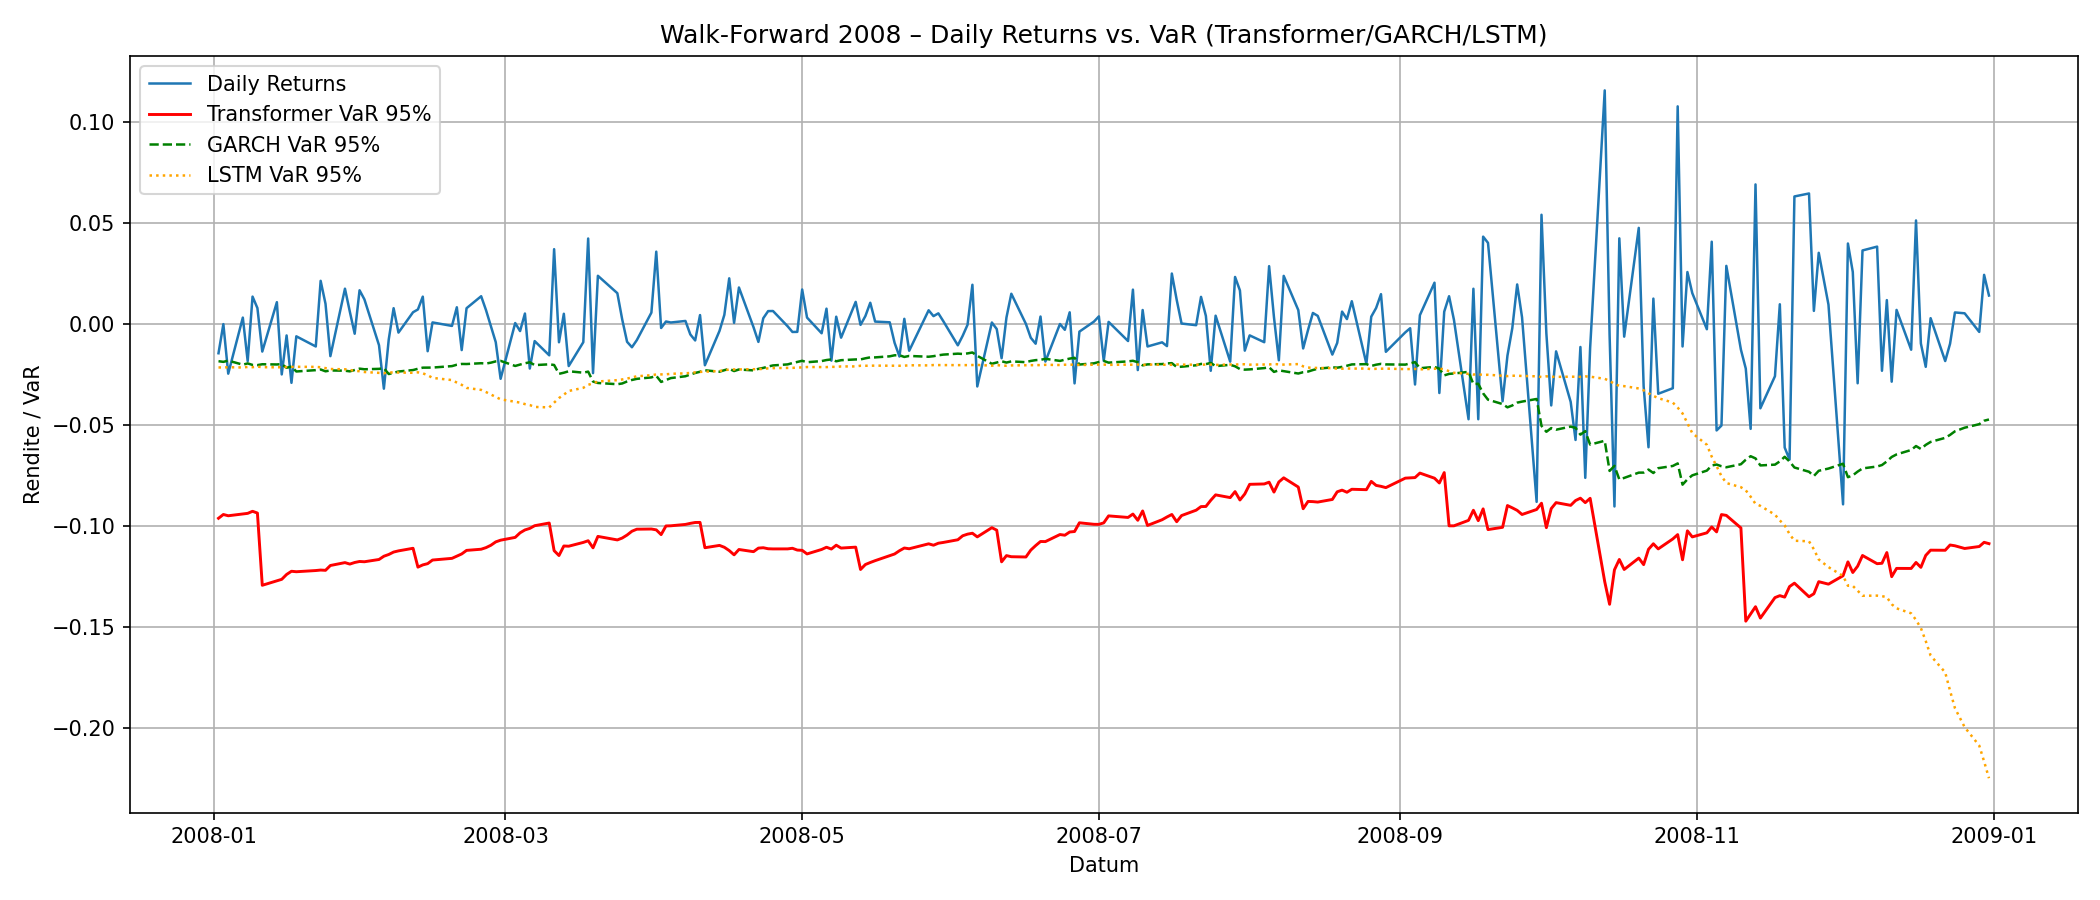 Walk-Forward 2008 – Daily Returns vs. VaR (Transformer/GARCH/LSTM)
Daily Returns
Transformer VaR 95%
GARCH VaR 95%
LSTM VaR 95%
Rendite / VaR
0.10
0.05
0.00
−0.05
−0.10
−0.15
−0.20
2008-01
2008-03
2008-05
2008-07
2008-09
2008-11
2009-01
Datum